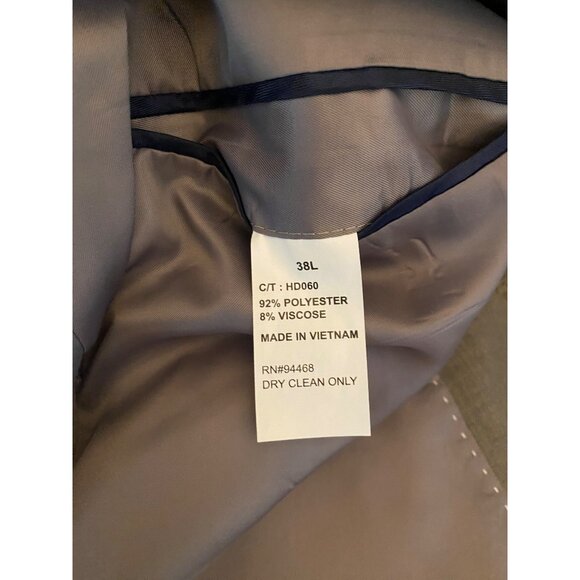 38L
C/T : HD060
92% POLYESTER
8% VISCOSE
MADE IN VIETNAM
RN#94468
DRY CLEAN ONLY